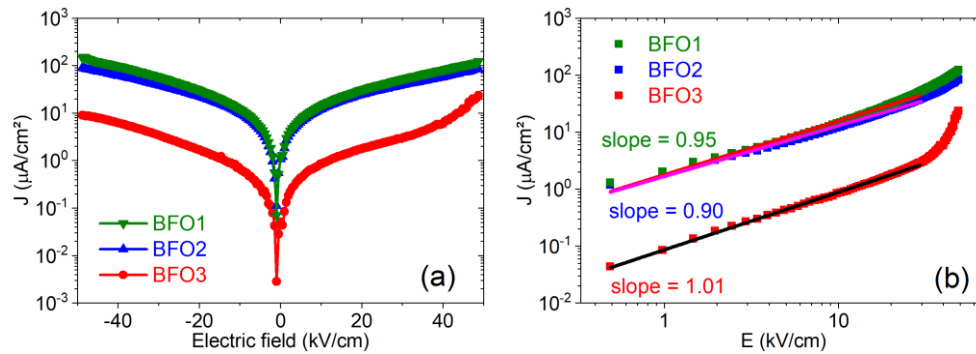 10³
10²
10¹
10⁰
10⁻¹
10⁻²
10⁻³
J (µA/cm²)
BFO1
BFO2
BFO3
(a)
-40 -20 0 20 40
Electric field (kV/cm)
10³
10²
10¹
10⁰
10⁻¹
10⁻²
J (µA/cm²)
BFO1
BFO2
BFO3
slope = 0.95
slope = 0.90
slope = 1.01
(b)
1 10
E (kV/cm)